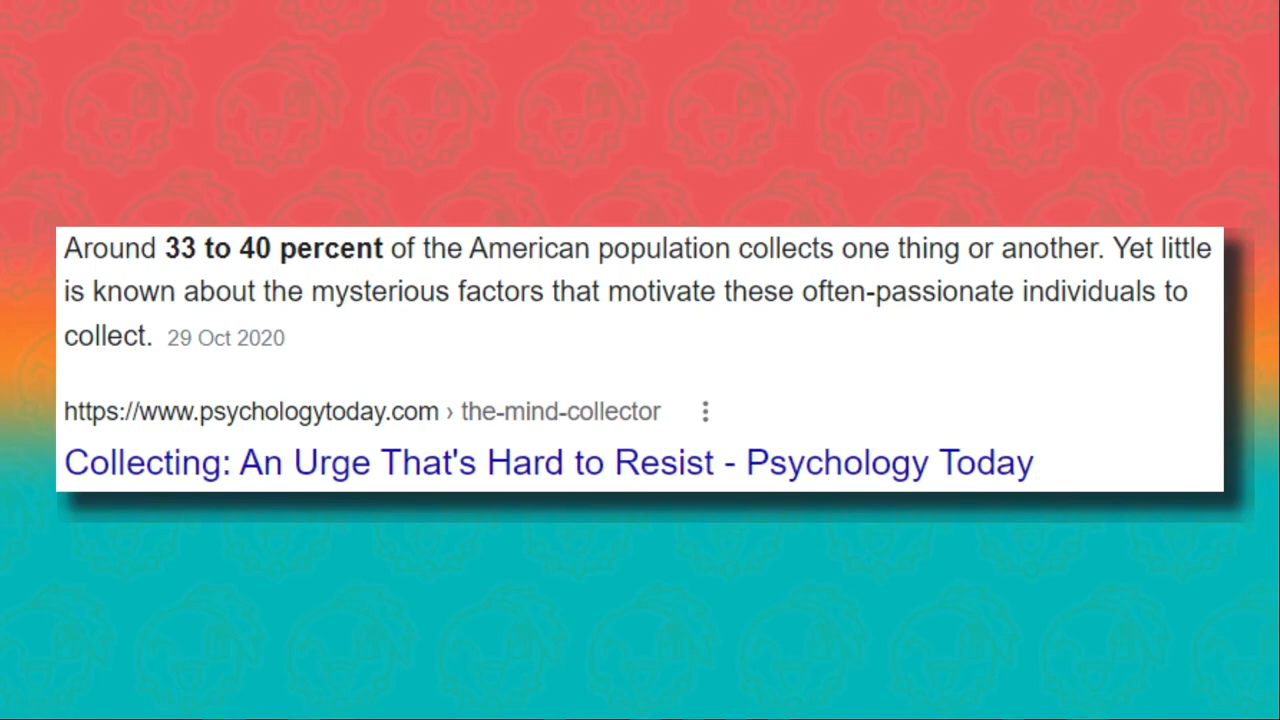 Around 33 to 40 percent of the American population collects one thing or another. Yet little
is known about the mysterious factors that motivate these often-passionate individuals to
collect. 29 Oct 2020
https://www.psychologytoday.com › the-mind-collector
Collecting: An Urge That's Hard to Resist - Psychology Today